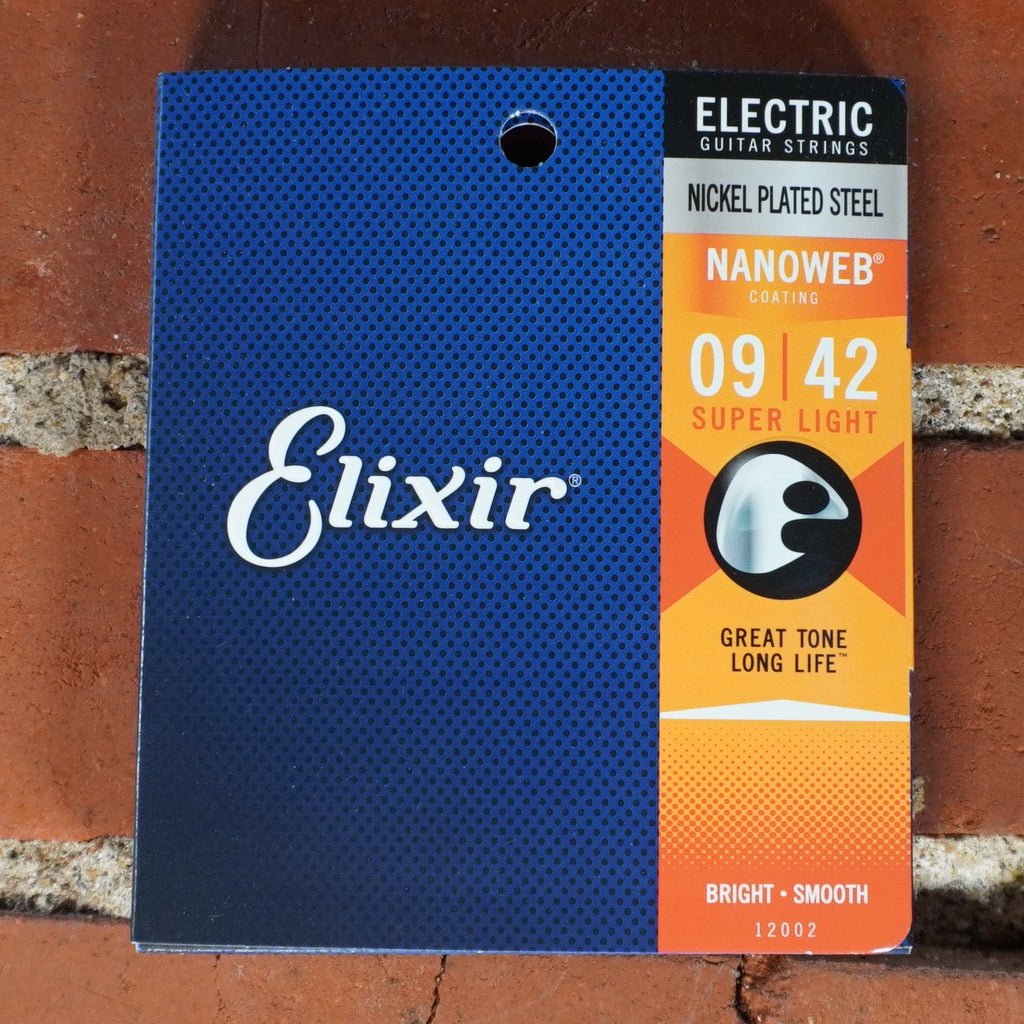 Elixir®
ELECTRIC
GUITAR STRINGS
NICKEL PLATED STEEL
NANOWEB®
COATING
09 | 42
SUPER LIGHT
GREAT TONE
LONG LIFE™
BRIGHT • SMOOTH
12002